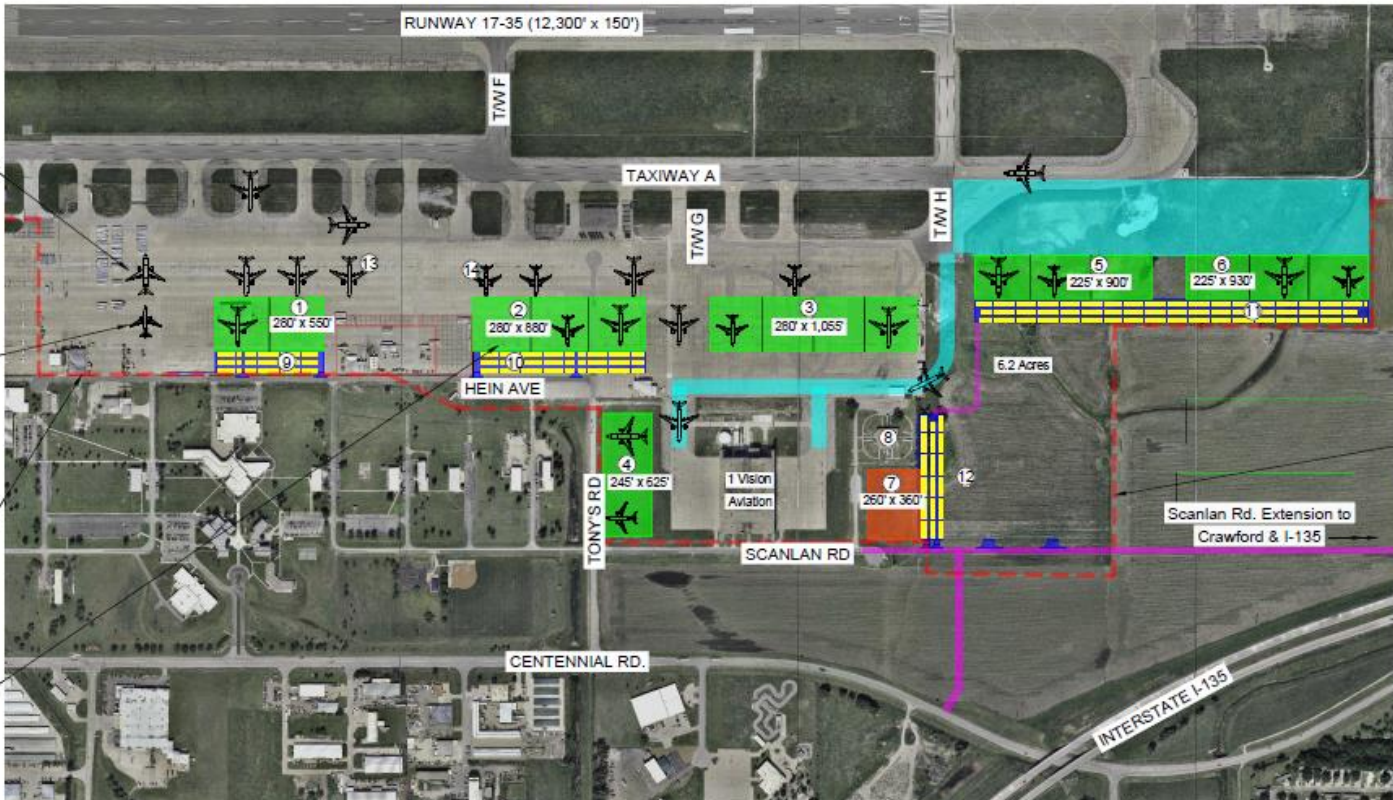 RUNWAY 17-35 (12,300' x 150')
T/W F
TAXIWAY A
T/W G
T/W H
13
14
1
280' x 550'
2
280' x 880'
3
280' x 1,055'
5
225' x 900'
6
225' x 930'
11
9
10
HEIN AVE
6.2 Acres
4
245' x 625'
TONY'S RD
1 Vision
Aviation
8
7
260' x 360'
12
Scanlan Rd. Extension to
Crawford & I-135
SCANLAN RD
CENTENNIAL RD.
INTERSTATE I-135
17